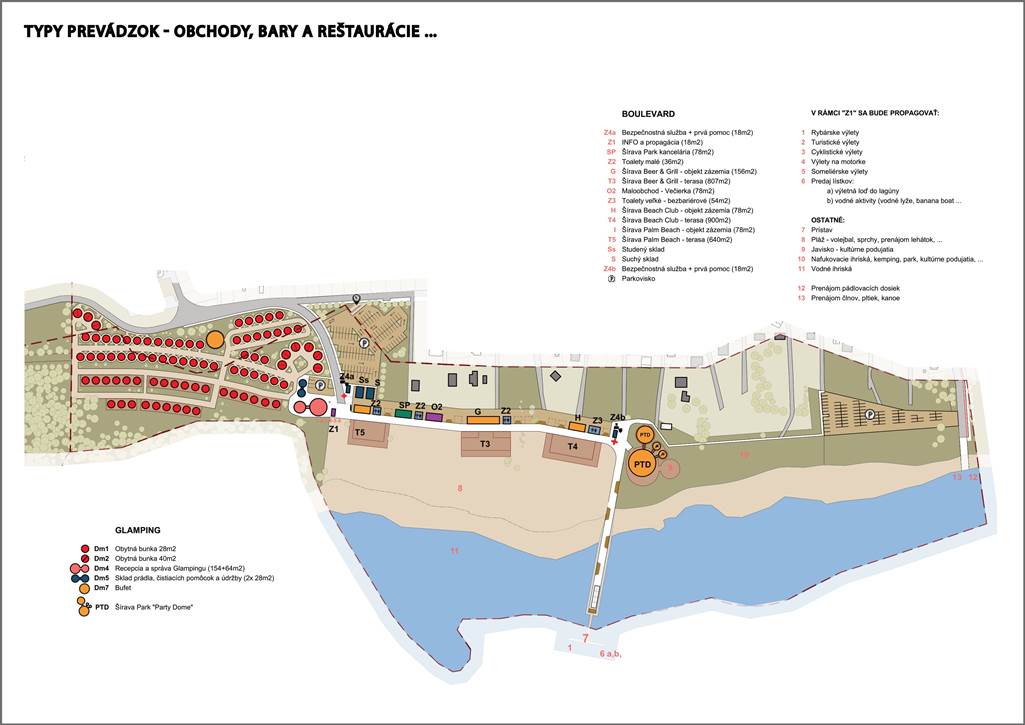 TYPY PREVÁDZOK - OBCHODY, BARY A REŠTAURÁCIE ...
BOULEVARD
Z4a Bezpečnostná služba + prvá pomoc (18m2)
Z1 INFO a propagácia (18m2)
SP Šírava Park kancelária (78m2)
Z2 Toalety malé (36m2)
G Šírava Beer & Grill - objekt zázemia (156m2)
T3 Šírava Beer & Grill - terasa (807m2)
O2 Maloobchod - Večierka (78m2)
Z3 Toalety veľké - bezbariérové (54m2)
H Šírava Beach Club - objekt zázemia (78m2)
T4 Šírava Beach Club - terasa (900m2)
I Šírava Palm Beach - objekt zázemia (78m2)
T5 Šírava Palm Beach - terasa (640m2)
Ss Studený sklad
S Suchý sklad
Z4b Bezpečnostná služba + prvá pomoc (18m2)
P Parkovisko
V RÁMCI "Z1" SA BUDE PROPAGOVAŤ:
1 Rybárske výlety
2 Turistické výlety
3 Cyklistické výlety
4 Výlety na motorke
5 Someliérske výlety
6 Predaj lístkov:
a) výletná loď do lagúny
b) vodné aktivity (vodné lyže, banana boat ...
OSTATNÉ:
7 Prístav
8 Pláž - volejbal, sprchy, prenájom lehátok, ...
9 Javisko - kultúrne podujatia
10 Nafukovacie ihriská, kemping, park, kultúrne podujatia, ...
11 Vodné ihriská
12 Prenájom pádlovacích dosiek
13 Prenájom člnov, pltiek, kanoe
P
Z4a Ss S
P
Z2 SP Z2 O2 G Z2 H Z3 Z4b
P
Z1 T5 T3 T4
PTD
PTD 9 10
13 12
8
11
7
1 6 a,b,
GLAMPING
Dm1 Obytná bunka 28m2
Dm2 Obytná bunka 40m2
Dm4 Recepcia a správa Glampingu (154+64m2)
Dm5 Sklad prádla, čistiacich pomôcok a údržby (2x 28m2)
Dm7 Bufet
PTD Šírava Park "Party Dome"